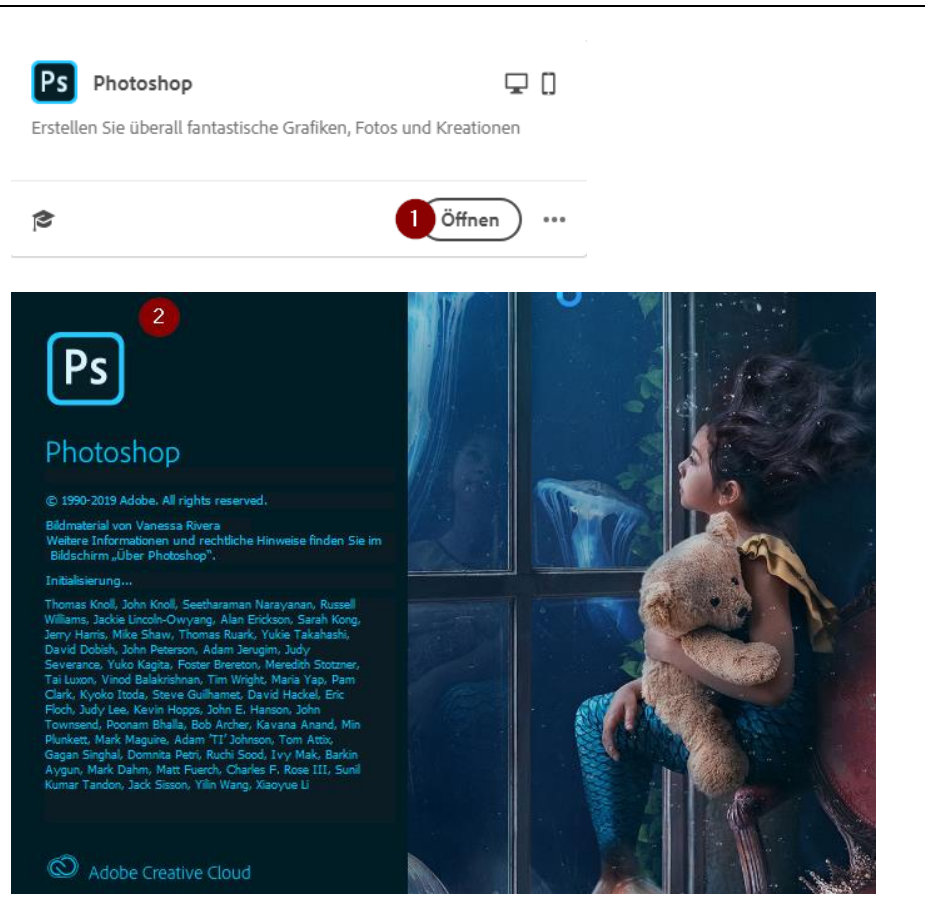 Ps Photoshop
Erstellen Sie überall fantastische Grafiken, Fotos und Kreationen
1 Öffnen
2
Ps
Photoshop
© 1990-2019 Adobe. All rights reserved.
Bildmaterial von Vanessa Rivera
Weitere Informationen und rechtliche Hinweise finden Sie im
Bildschirm „Über Photoshop“.
Initialisierung...
Thomas Knoll, John Knoll, Seetharaman Narayanan, Russell
Williams, Jackie Lincoln-Owyang, Alan Erickson, Sarah Kong,
Jerry Harris, Mike Shaw, Thomas Ruark, Yukie Takahashi,
David Dobish, John Peterson, Adam Jerugim, Judy
Severance, Yuko Kagita, Foster Brereton, Meredith Stotzner,
Tai Luxon, Vinod Balakrishnan, Tim Wright, Maria Yap, Pam
Clark, Kyoko Itoda, Steve Guilhamet, David Hackel, Eric
Floch, Judy Lee, Kevin Hopps, John E. Hanson, John
Townsend, Poonam Bhalla, Bob Archer, Kavana Anand, Min
Plunkett, Mark Maguire, Adam 'TI' Johnson, Tom Attix,
Gagan Singhal, Domnita Petri, Ruchi Sood, Ivy Mak, Barkin
Aygun, Mark Dahm, Matt Fuerch, Charles F. Rose III, Sunil
Kumar Tandon, Jack Sisson, Yilin Wang, Xiaoyue Li
Adobe Creative Cloud